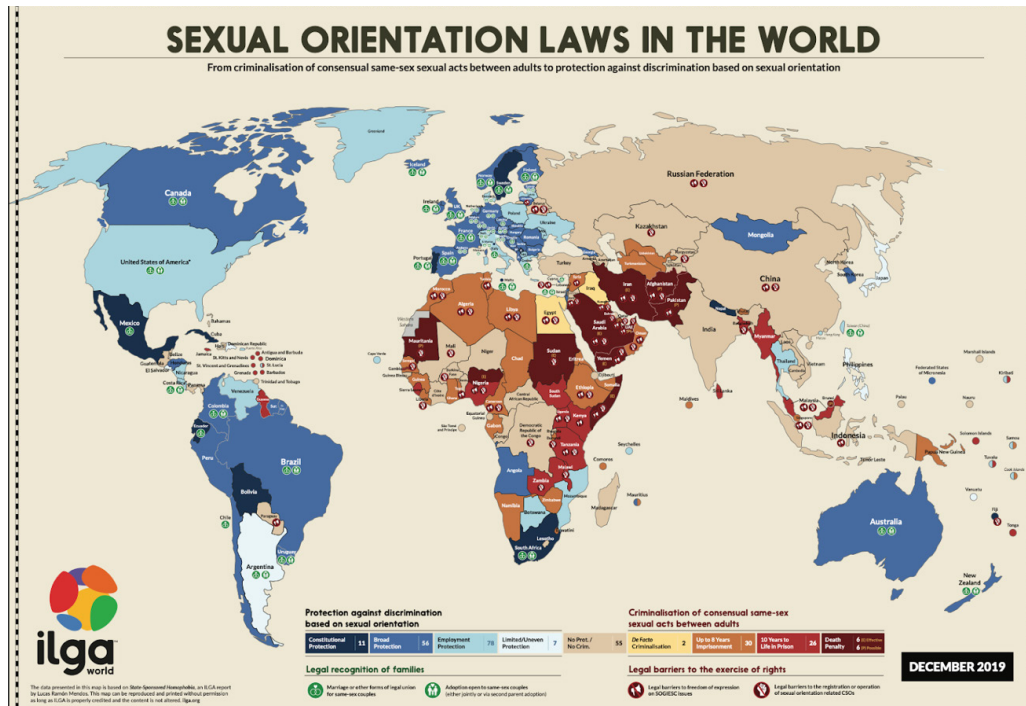 SEXUAL ORIENTATION LAWS IN THE WORLD
From criminalisation of consensual same-sex sexual acts between adults to protection against discrimination based on sexual orientation
Greenland
Iceland
Canada
Russian Federation
Ireland
Norway
Finland
UK
Poland
Ukraine
France
Romania
Kazakhstan
Mongolia
United States of America*
Portugal
Spain
Turkey
North Korea
South Korea
Japan
China
Mexico
Bahamas
Cuba
Dominican Republic
St. Kitts and Nevis
Antigua and Barbuda
Dominica
St. Vincent and Grenadines
St. Lucia
Grenada
Barbados
Trinidad and Tobago
Belize
Guatemala
El Salvador
Nicaragua
Costa Rica
Panama
Venezuela
Colombia
Ecuador
Peru
Brazil
Bolivia
Paraguay
Chile
Argentina
Uruguay
Morocco
Western Sahara
Algeria
Libya
Egypt
Iraq
Iran
Afghanistan
Pakistan
Saudi Arabia
Yemen
Oman
Cape Verde
Mauritania
Mali
Niger
Chad
Sudan
Eritrea
Djibouti
Ethiopia
Somalia
Nigeria
Guinea Bissau
Liberia
Central African Republic
South Sudan
Equatorial Guinea
Sao Tome and Principe
Gabon
Congo
Democratic Republic of the Congo
Kenya
Tanzania
Angola
Zambia
Malawi
Mozambique
Zimbabwe
Namibia
Botswana
Lesotho
South Africa
Madagascar
Comoros
Seychelles
Mauritius
Maldives
India
Sri Lanka
Myanmar
Thailand
Vietnam
Cambodia
Philippines
Malaysia
Indonesia
Timor Leste
Papua New Guinea
Palau
Federated States of Micronesia
Marshall Islands
Kiribati
Nauru
Solomon Islands
Tuvalu
Samoa
Cook Islands
Vanuatu
Fiji
Tonga
Australia
New Zealand
Protection against discrimination
based on sexual orientation
Constitutional Protection 11
Broad Protection 56
Employment Protection 78
Limited/Uneven Protection 7
No Prot. / No Crim. 55
Criminalisation of consensual same-sex
sexual acts between adults
De Facto Criminalisation 2
Up to 8 Years Imprisonment 30
10 Years to Life in Prison 26
Death Penalty 6 (E) Effective 6 (P) Possible
Legal recognition of families
Marriage or other forms of legal union
for same-sex couples
Adoption open to same-sex couples
(either jointly or via second parent adoption)
Legal barriers to the exercise of rights
Legal barriers to freedom of expression
on SOGIESC issues
Legal barriers to the registration or operation
of sexual orientation related CSOs
ilga
world
The data presented in this map is based on State-Sponsored Homophobia, an ILGA report
by Lucas Ramón Mendos. This map can be reproduced and printed without permission
as long as ILGA is properly credited and the content is not altered. ilga.org
DECEMBER 2019